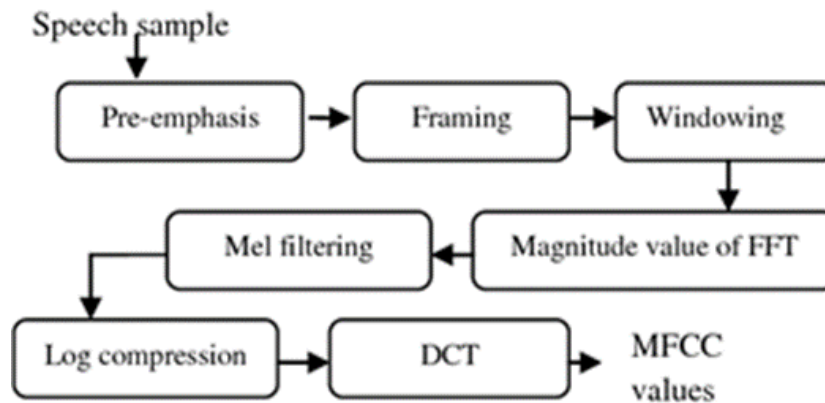 Speech sample
Pre-emphasis
Framing
Windowing
Magnitude value of FFT
Mel filtering
Log compression
DCT
MFCC
values